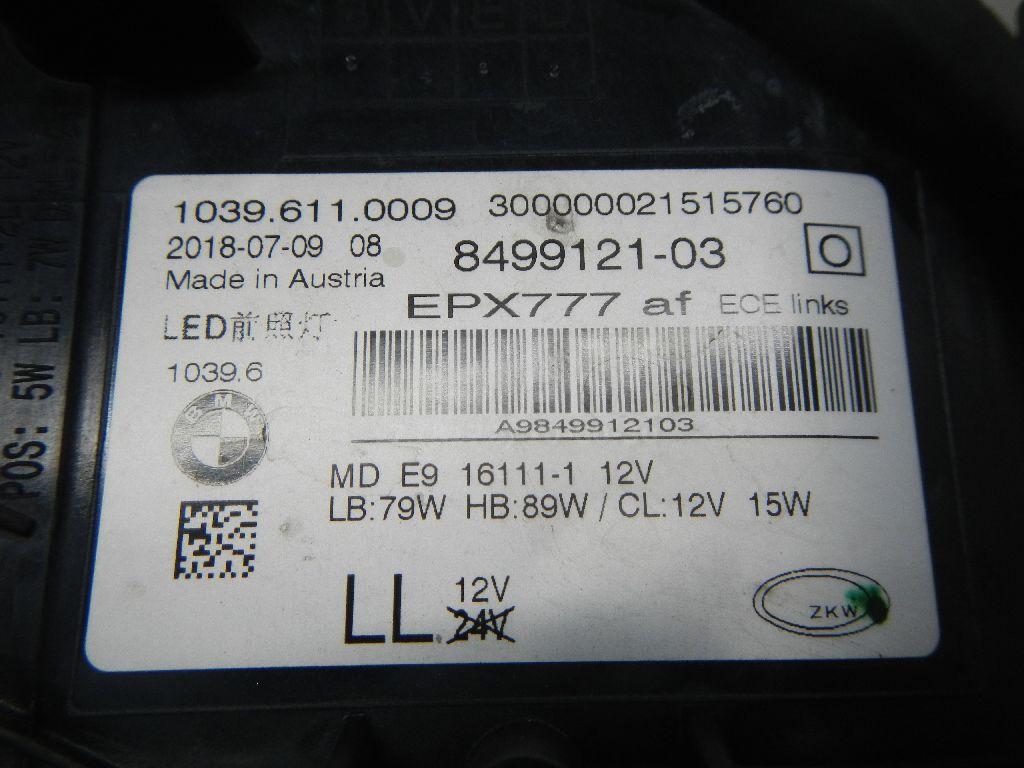 1039.611.0009 300000021515760
2018-07-09 08 8499121-03 O
Made in Austria
EPX777 af ECE links
LED前照灯
1039.6
A9849912103
BMW
MD E9 16111-1 12V
LB:79W HB:89W / CL:12V 15W
LL 12V
24V
ZKW
/POS: 5W LB: 7W